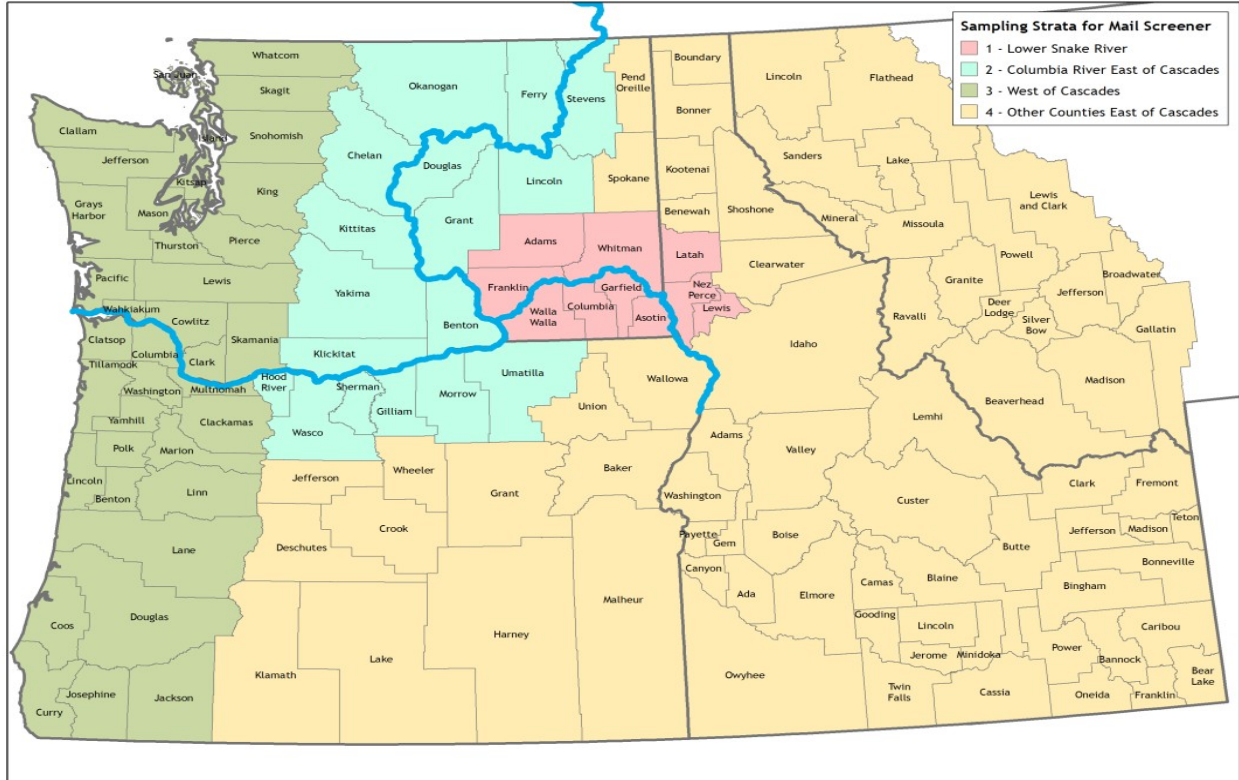 Sampling Strata for Mail Screener
1 - Lower Snake River
2 - Columbia River East of Cascades
3 - West of Cascades
4 - Other Counties East of Cascades
Whatcom
San Juan
Skagit
Island
Snohomish
Clallam
Jefferson
Kitsap
King
Grays
Harbor
Mason
Thurston
Pierce
Pacific
Lewis
Wahkiakum
Cowlitz
Skamania
Clark
Okanogan
Ferry
Stevens
Pend
Oreille
Chelan
Douglas
Lincoln
Spokane
Grant
Kittitas
Adams
Whitman
Yakima
Franklin
Garfield
Benton
Walla
Walla
Columbia
Asotin
Klickitat
Boundary
Bonner
Kootenai
Benewah
Shoshone
Latah
Nez
Perce
Lewis
Clearwater
Idaho
Lincoln
Flathead
Sanders
Lake
Lewis
and Clark
Mineral
Missoula
Powell
Granite
Broadwater
Jefferson
Deer
Lodge
Silver
Bow
Ravalli
Gallatin
Madison
Beaverhead
Clatsop
Columbia
Tillamook
Washington
Multnomah
Hood
River
Yamhill
Clackamas
Polk
Marion
Lincoln
Benton
Linn
Lane
Coos
Douglas
Curry
Josephine
Jackson
Wasco
Sherman
Gilliam
Morrow
Umatilla
Union
Wallowa
Jefferson
Wheeler
Grant
Baker
Crook
Deschutes
Klamath
Lake
Harney
Malheur
Adams
Valley
Lemhi
Washington
Custer
Clark
Fremont
Payette
Gem
Boise
Butte
Jefferson
Madison
Teton
Canyon
Ada
Elmore
Camas
Blaine
Bonneville
Bingham
Gooding
Lincoln
Jerome
Minidoka
Power
Bannock
Caribou
Owyhee
Twin
Falls
Cassia
Oneida
Franklin
Bear
Lake